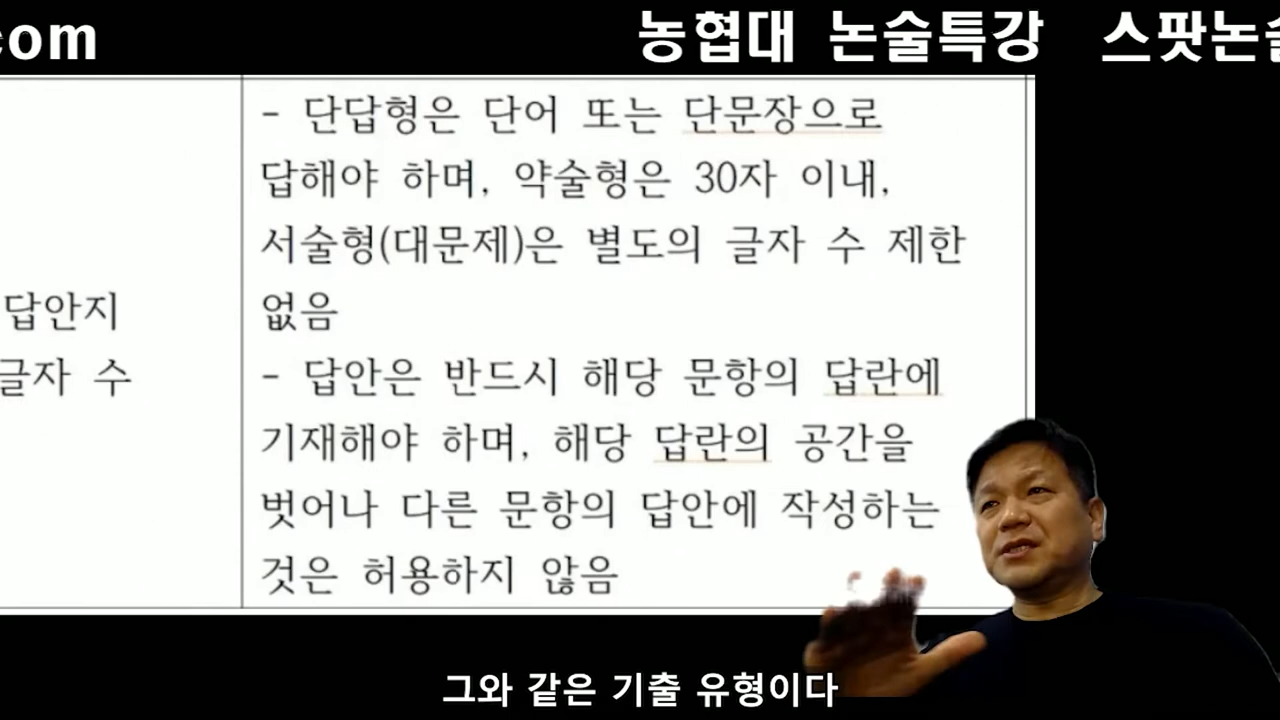 com
농협대 논술특강 스팟논술
- 단답형은 단어 또는 단문장으로
답해야 하며, 약술형은 30자 이내,
서술형(대문제)은 별도의 글자 수 제한
없음
답안지
글자 수
- 답안은 반드시 해당 문항의 답란에
기재해야 하며, 해당 답란의 공간을
벗어나 다른 문항의 답안에 작성하는
것은 허용하지 않음
그와 같은 기출 유형이다